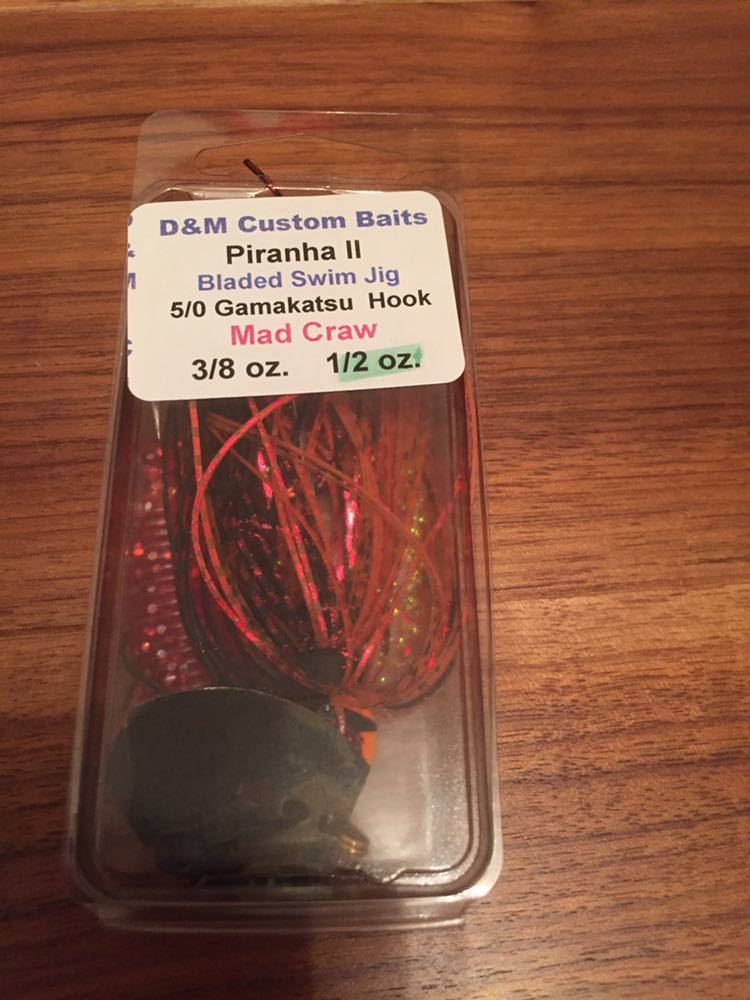 D&M Custom Baits
Piranha II
Bladed Swim Jig
5/0 Gamakatsu Hook
Mad Craw
3/8 oz. 1/2 oz.